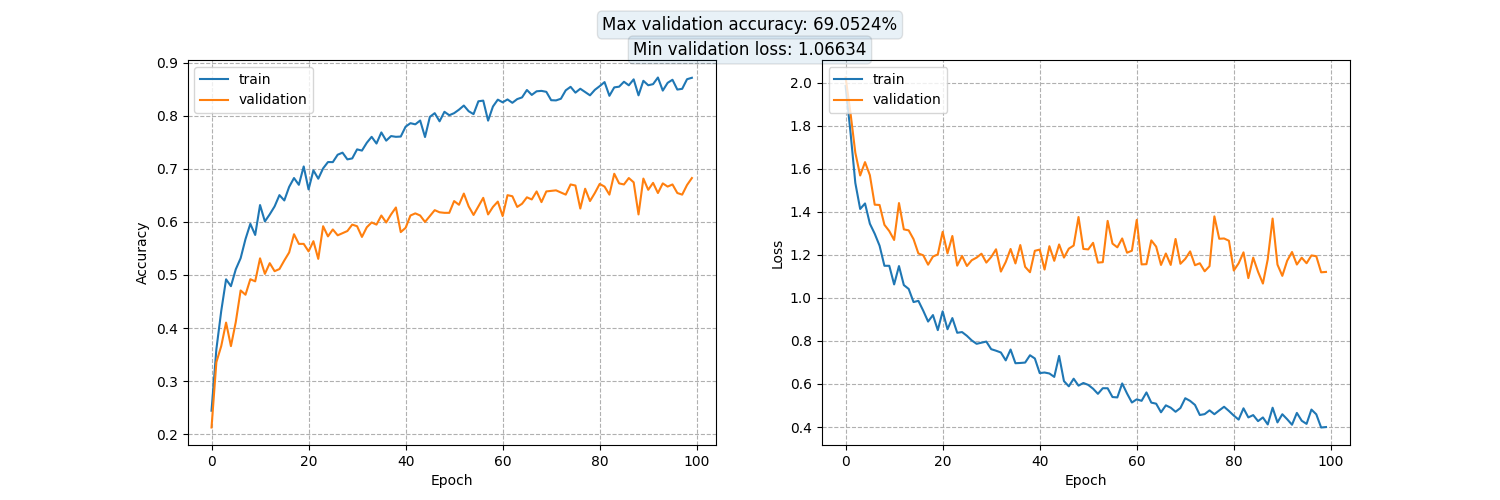 Max validation accuracy: 69.0524%
Min validation loss: 1.06634
train
validation
0.9
0.8
0.7
0.6
0.5
0.4
0.3
0.2
Accuracy
0 20 40 60 80 100
Epoch
train
validation
2.0
1.8
1.6
1.4
1.2
1.0
0.8
0.6
0.4
Loss
0 20 40 60 80 100
Epoch